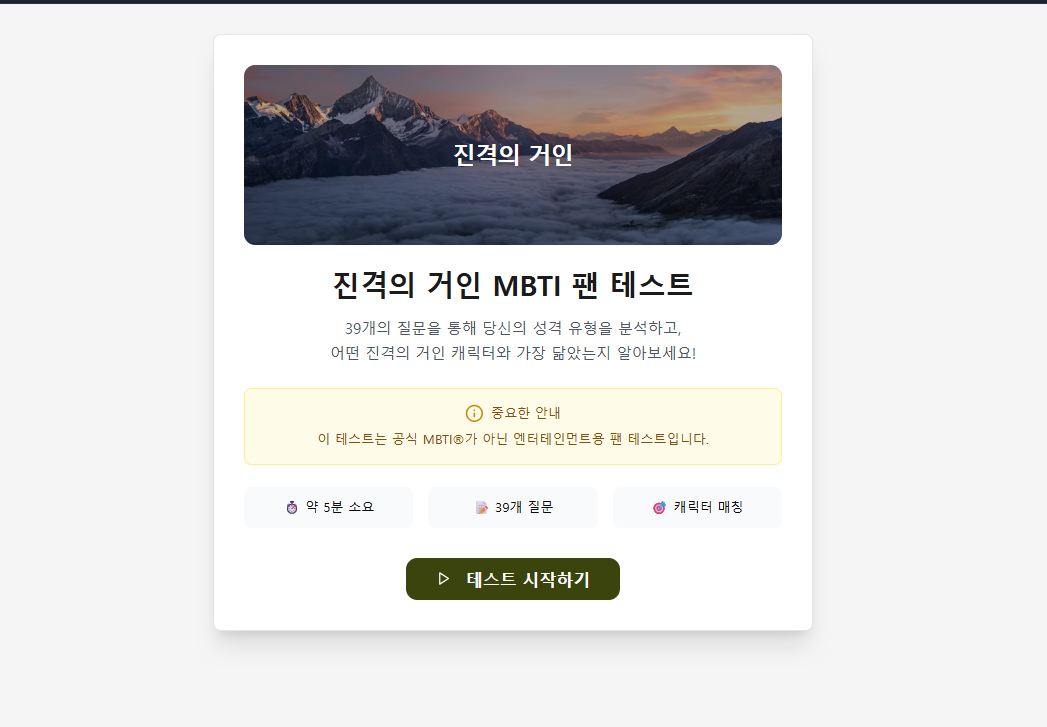 진격의 거인
진격의 거인 MBTI 팬 테스트
39개의 질문을 통해 당신의 성격 유형을 분석하고,
어떤 진격의 거인 캐릭터와 가장 닮았는지 알아보세요!
중요한 안내
이 테스트는 공식 MBTI®가 아닌 엔터테인먼트용 팬 테스트입니다.
약 5분 소요
39개 질문
캐릭터 매칭
테스트 시작하기